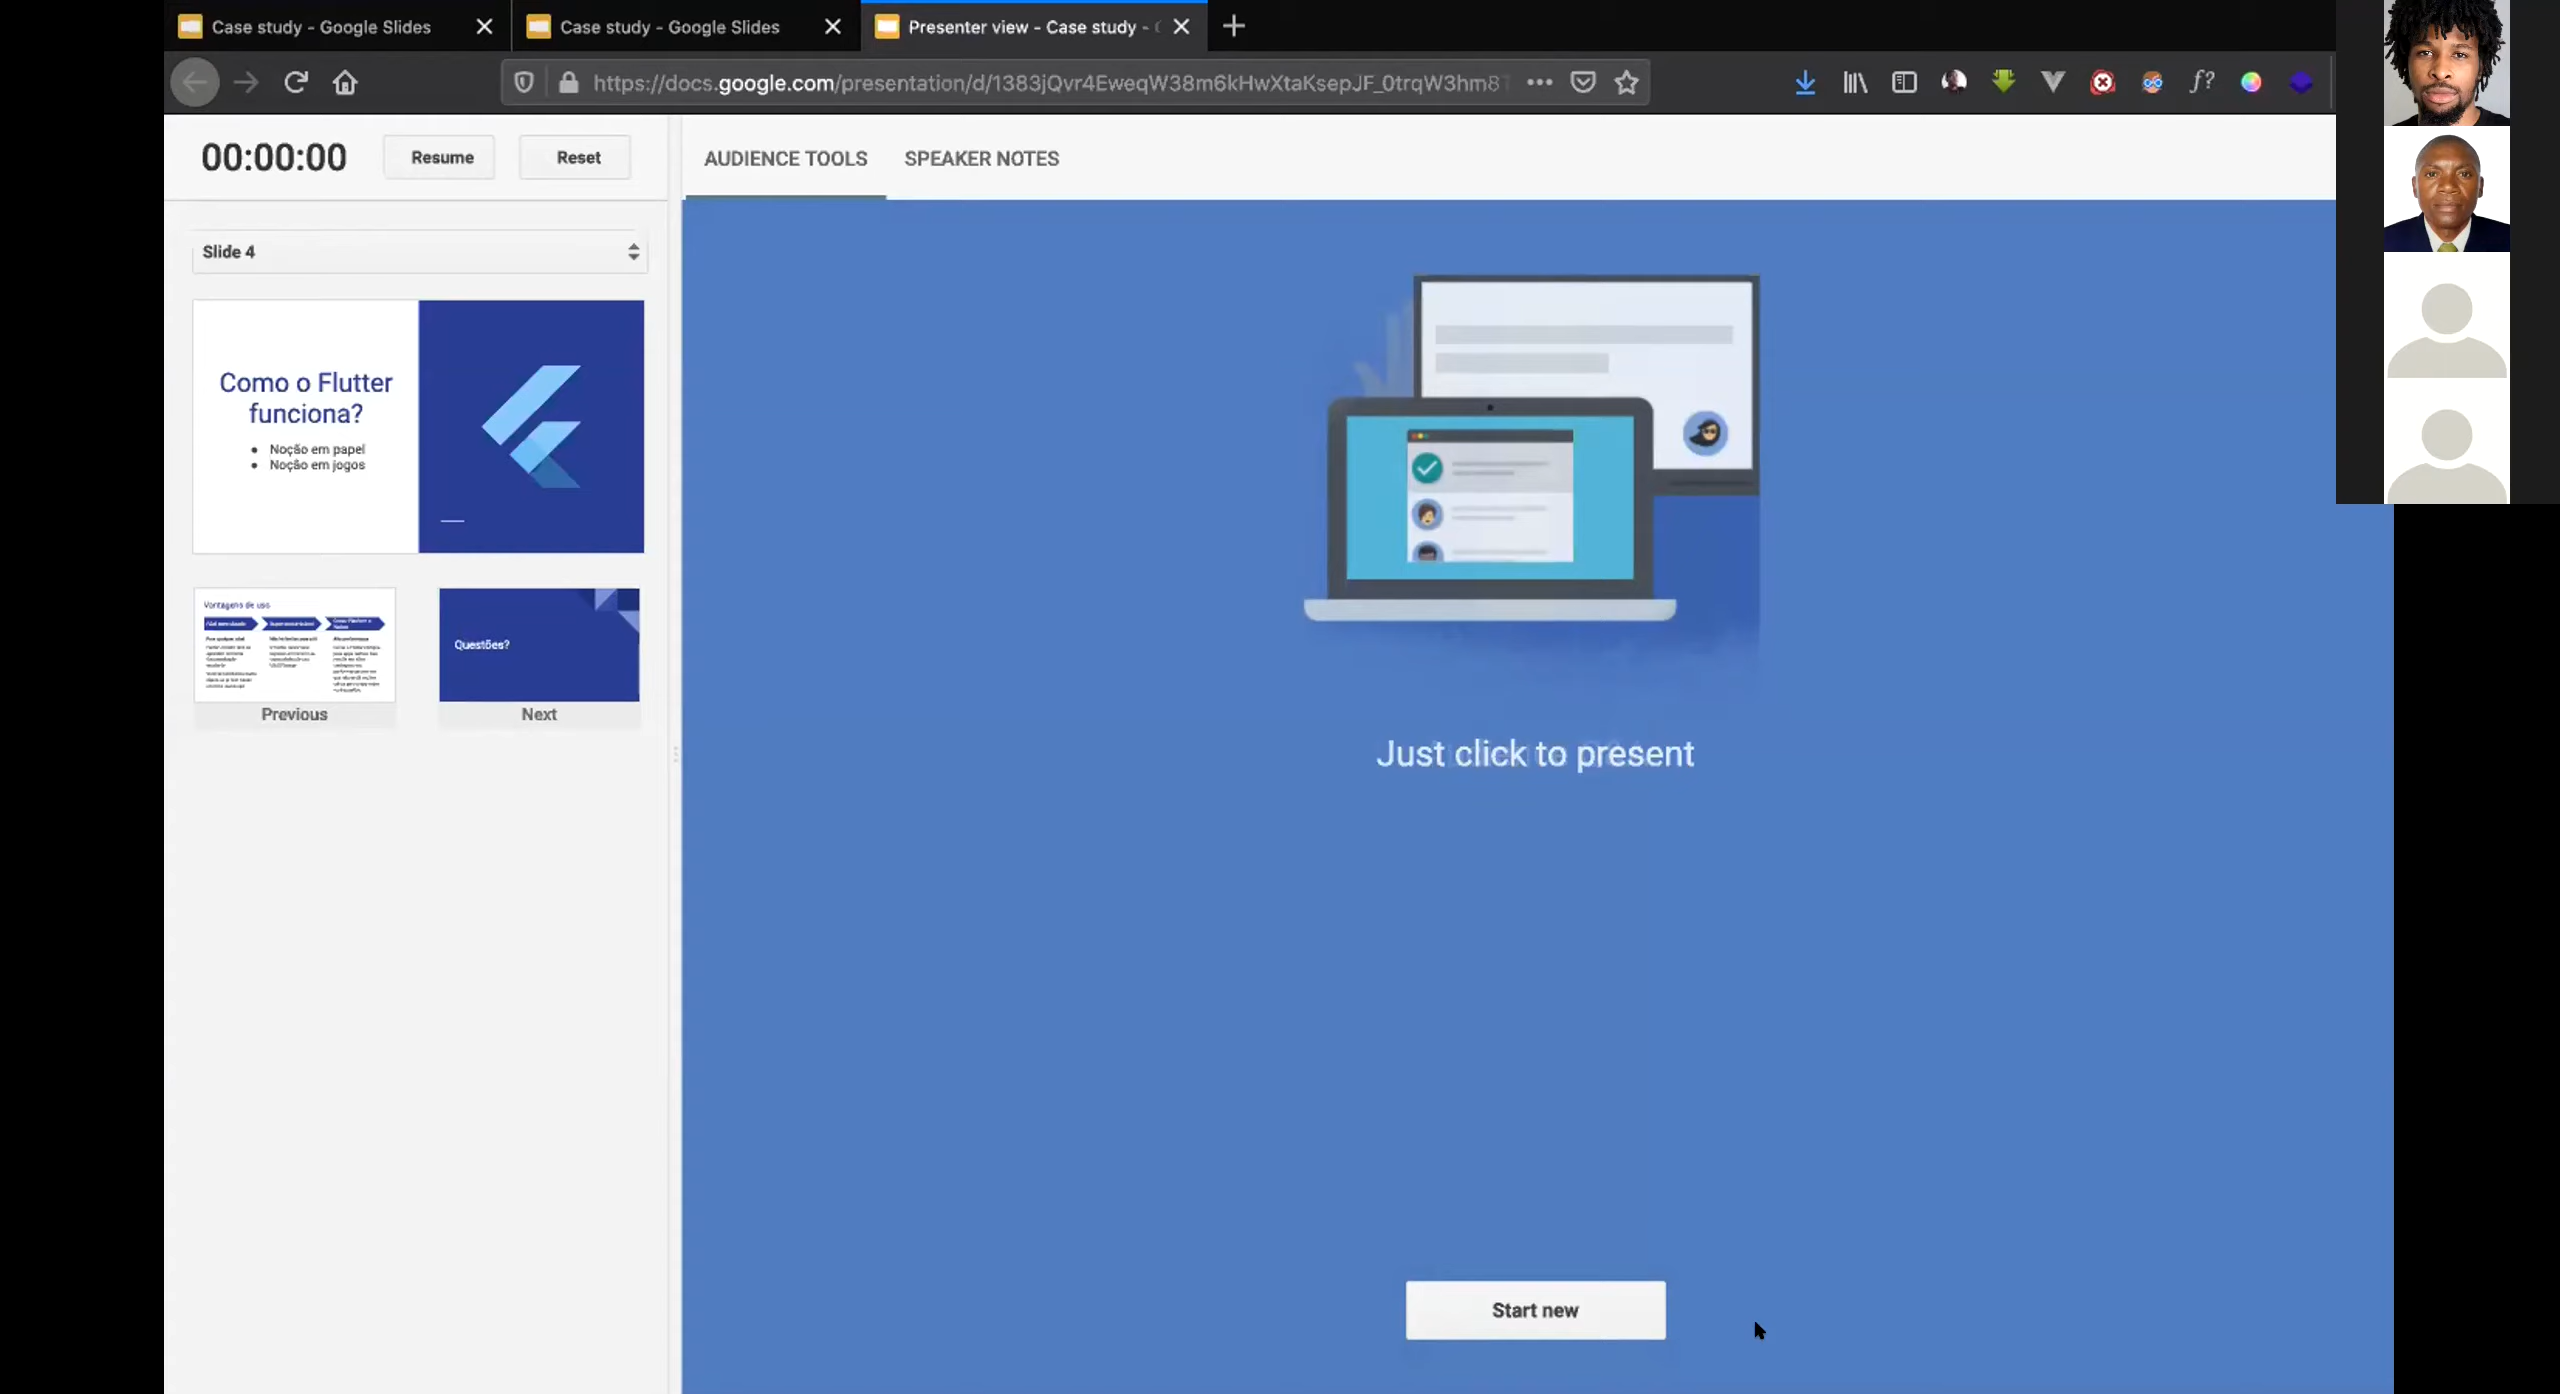 Case study - Google Slides
Case study - Google Slides
Presenter view - Case study -
https://docs.google.com/presentation/d/1383jQvr4EweqW38m6kHwXtaKsepJF_0trqW3hm8
f?
00:00:00
Resume
Reset
AUDIENCE TOOLS
SPEAKER NOTES
Slide 4
Como o Flutter
funciona?
• Noção em papel
• Noção em jogos
Vantagens de uso
Previous
Questões?
Next
Just click to present
Start new